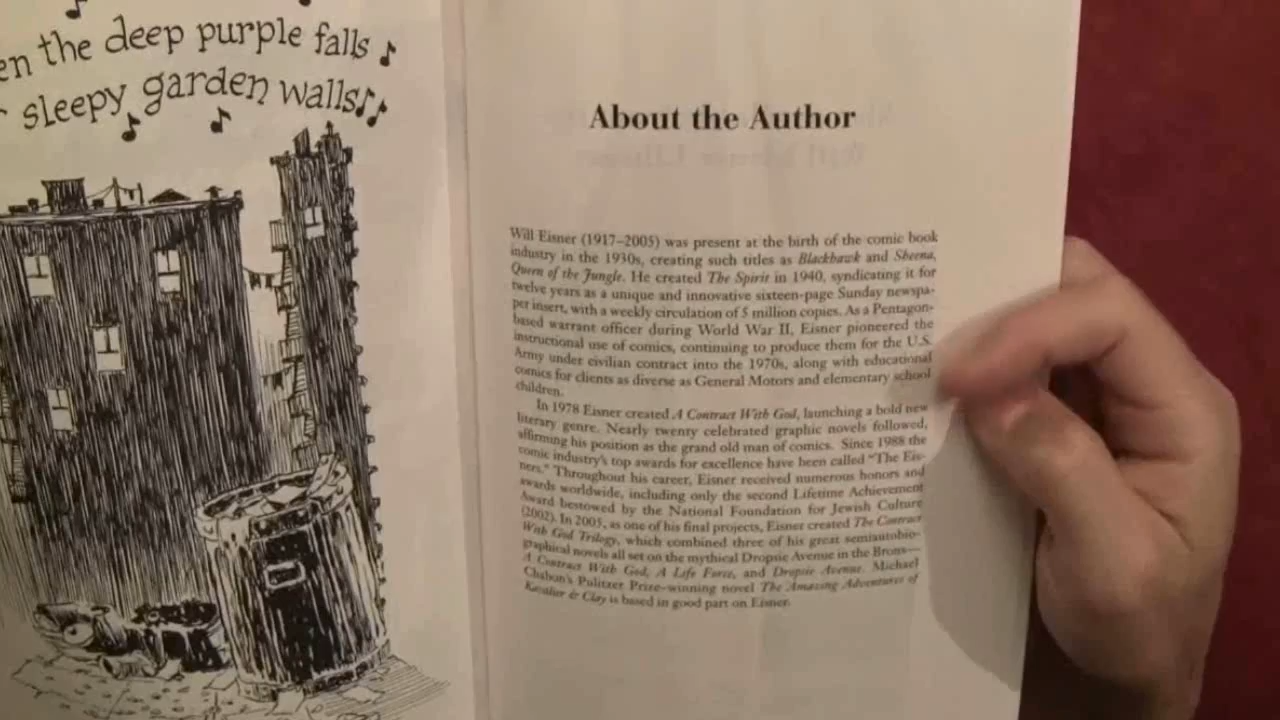 en the deep purple falls
sleepy garden walls
About the Author
Will Eisner (1917–2005) was present at the birth of the comic book
industry in the 1930s, creating such titles as Blackhawk and Sheena,
Queen of the Jungle. He created The Spirit in 1940, syndicating it for
twelve years as a unique and innovative sixteen-page Sunday newspa-
per insert, with a weekly circulation of 5 million copies. As a Pentagon-
based warrant officer during World War II, Eisner pioneered the
instructional use of comics, continuing to produce them for the U.S.
Army under civilian contract into the 1970s, along with educational
comics for clients as diverse as General Motors and elementary school
children.
In 1978 Eisner created A Contract With God, launching a bold new
literary genre. Nearly twenty celebrated graphic novels followed,
affirming his position as the grand old man of comics. Since 1988 the
comic industry's top awards for excellence have been called "The Eis-
ners." Throughout his career, Eisner received numerous honors and
awards worldwide, including only the second Lifetime Achievement
Award bestowed by the National Foundation for Jewish Culture
(2002). In 2005, as one of his final projects, Eisner created The Contract
With God Trilogy, which combined three of his great semiautobio-
graphical novels all set on the mythical Dropsie Avenue in the Bronx—
A Contract With God, A Life Force, and Dropsie Avenue. Michael
Chabon's Pulitzer Prize–winning novel The Amazing Adventures of
Kavalier & Clay is based in good part on Eisner.